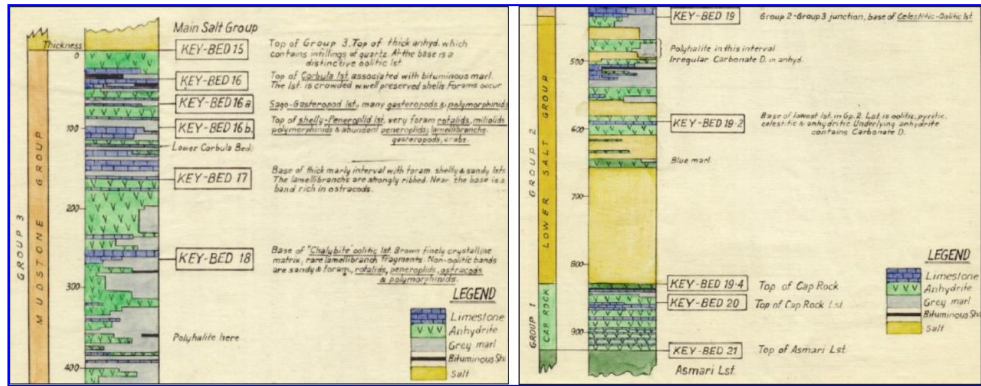 Main Salt Group
Thickness
0
KEY-BED 15
Top of Group 3. Top of thick anhyd. which
contains infillings of quartz. At the base is a
distinctive oolitic lst.
KEY-BED 16
Top of Corbula lst. associated with bituminous marl.
The lst. is crowded w. well preserved shells. Forams occur
KEY-BED 16a
Sago-Gasteropod lst., many gasteropods & polymorphinids
100
KEY-BED 16b
Top of shelly-Peneroplid lst. very foram rotalids, miliolids
polymorphinids & abundant peneroplids; lamellibranchs
gasteropods, crabs.
Lower Corbula Bed
KEY-BED 17
Base of thick marly interval with foram. shelly & sandy lsts
The lamellibranchs are strongly ribbed. Near the base is a
band rich in ostracods.
200
KEY-BED 18
Base of "Chalybite" oolitic lst. Brown finely crystalline
matrix, rare lamellibranch fragments. Non-oolitic bands
are sandy & foram., rotalids, peneroplids, ostracods
& polymorphinids.
300
Polyhalite here
400
GROUP 3
MUDSTONE GROUP
LEGEND
Limestone
Anhydrite
Grey marl
Bituminous Sh
Salt
KEY-BED 19
Group 2-Group 3 junction, base of Celestitic-Oolitic lst.
Polyhalite in this interval
Irregular Carbonate D. in anhyd.
500
KEY-BED 19-2
Base of lowest lst. in Gp. 2. Lst. is oolitic, pyritic,
celestitic & anhydritic. Underlying anhydrite
contains Carbonate D.
600
Blue marl
700
800
KEY-BED 19-4
Top of Cap Rock
KEY-BED 20
Top of Cap Rock Lst.
900
KEY-BED 21
Top of Asmari Lst.
Asmari Lst.
GROUP 2
LOWER SALT GROUP
GROUP 1
CAP ROCK
LEGEND
Limestone
Anhydrite
Grey marl
Bituminous Sha
Salt